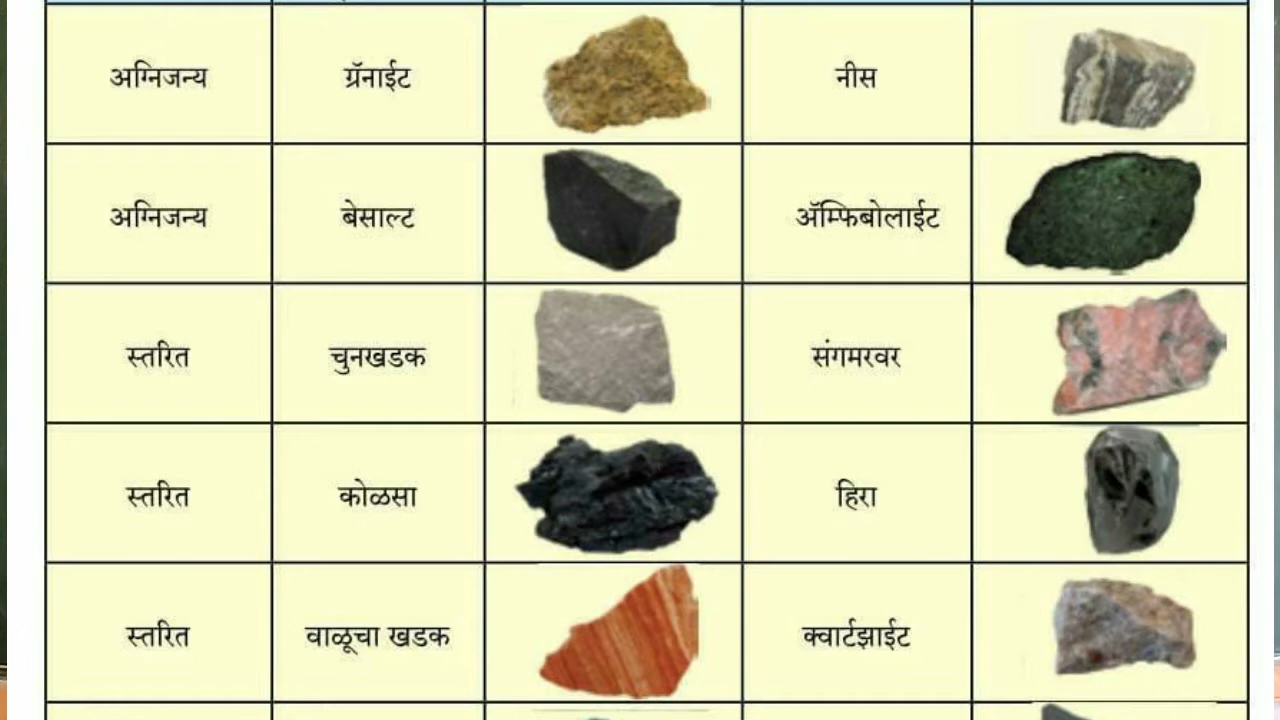 अग्निजन्य ग्रॅनाईट नीस
अग्निजन्य बेसाल्ट ॲम्फिबोलाईट
स्तरित चुनखडक संगमरवर
स्तरित कोळसा हिरा
स्तरित वाळूचा खडक क्वार्टझाईट